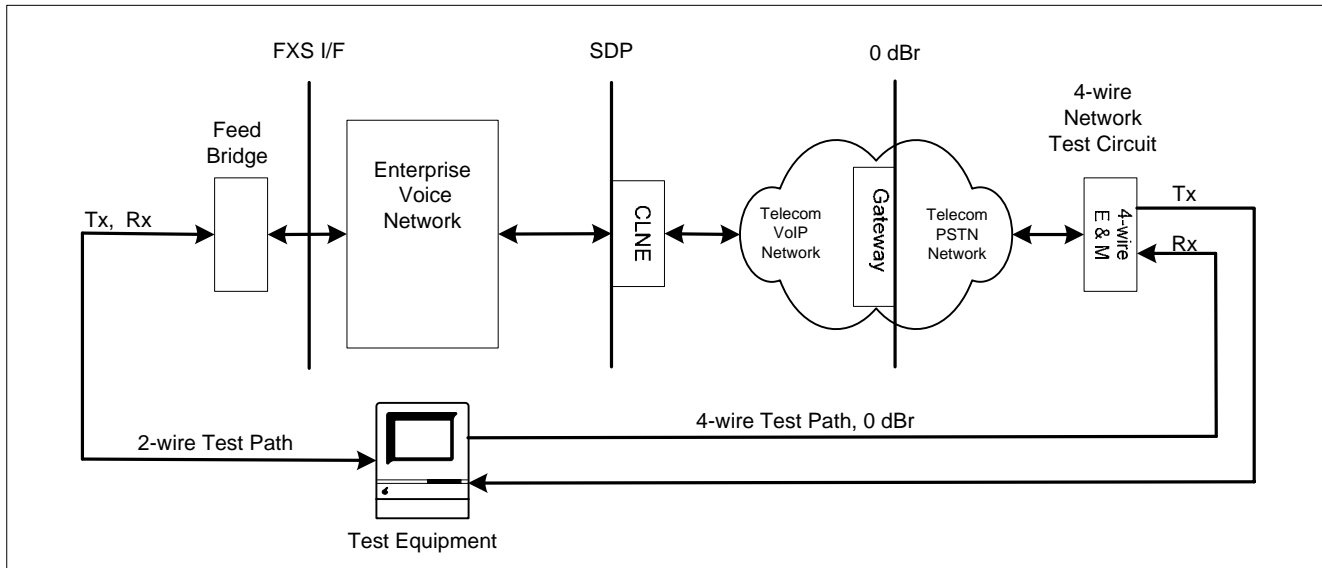 FXS I/F
SDP
0 dBr
4-wire
Network
Test Circuit
Feed
Bridge
Enterprise
Voice
Network
Tx, Rx
CLNE
Telecom
VoIP
Network
Gateway
Telecom
PSTN
Network
4-wire
E & M
Tx
Rx
2-wire Test Path
4-wire Test Path, 0 dBr
Test Equipment